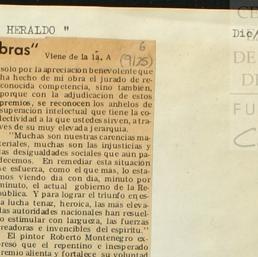 HERALDO "
Dic/
bras" Viene de la 1a. A
6
(9/25)
solo por la apreciación benevolente que
ha hecho de mi obra el jurado de re-
conocida competencia, sino también,
porque con la adjudicación de estos
premios, se reconocen los anhelos de
superación intelectual que tiene la co-
lectividad a la que ustedes sirven, a tra-
vés de su muy elevada jerarquía.
"Muchas son nuestras carencias ma-
teriales, muchos son las injusticias y
las desigualdades sociales que aun pa-
decemos. En remediar esta situación
se esfuerza, como el que más, lo esta-
mos viendo día con día, minuto por
minuto, el actual gobierno de la Re-
pública. Y para lograr el triunfo en es-
a lucha tenaz, heroica, las más eleva-
las autoridades nacionales han resuel-
o estimular con largueza, las fuerzas
readoras e invencibles del espíritu."
El pintor Roberto Montenegro ex-
resó que el repentino e inesperado
remio alienta y fortalece su voluntad
CE
DE
D
FU
C